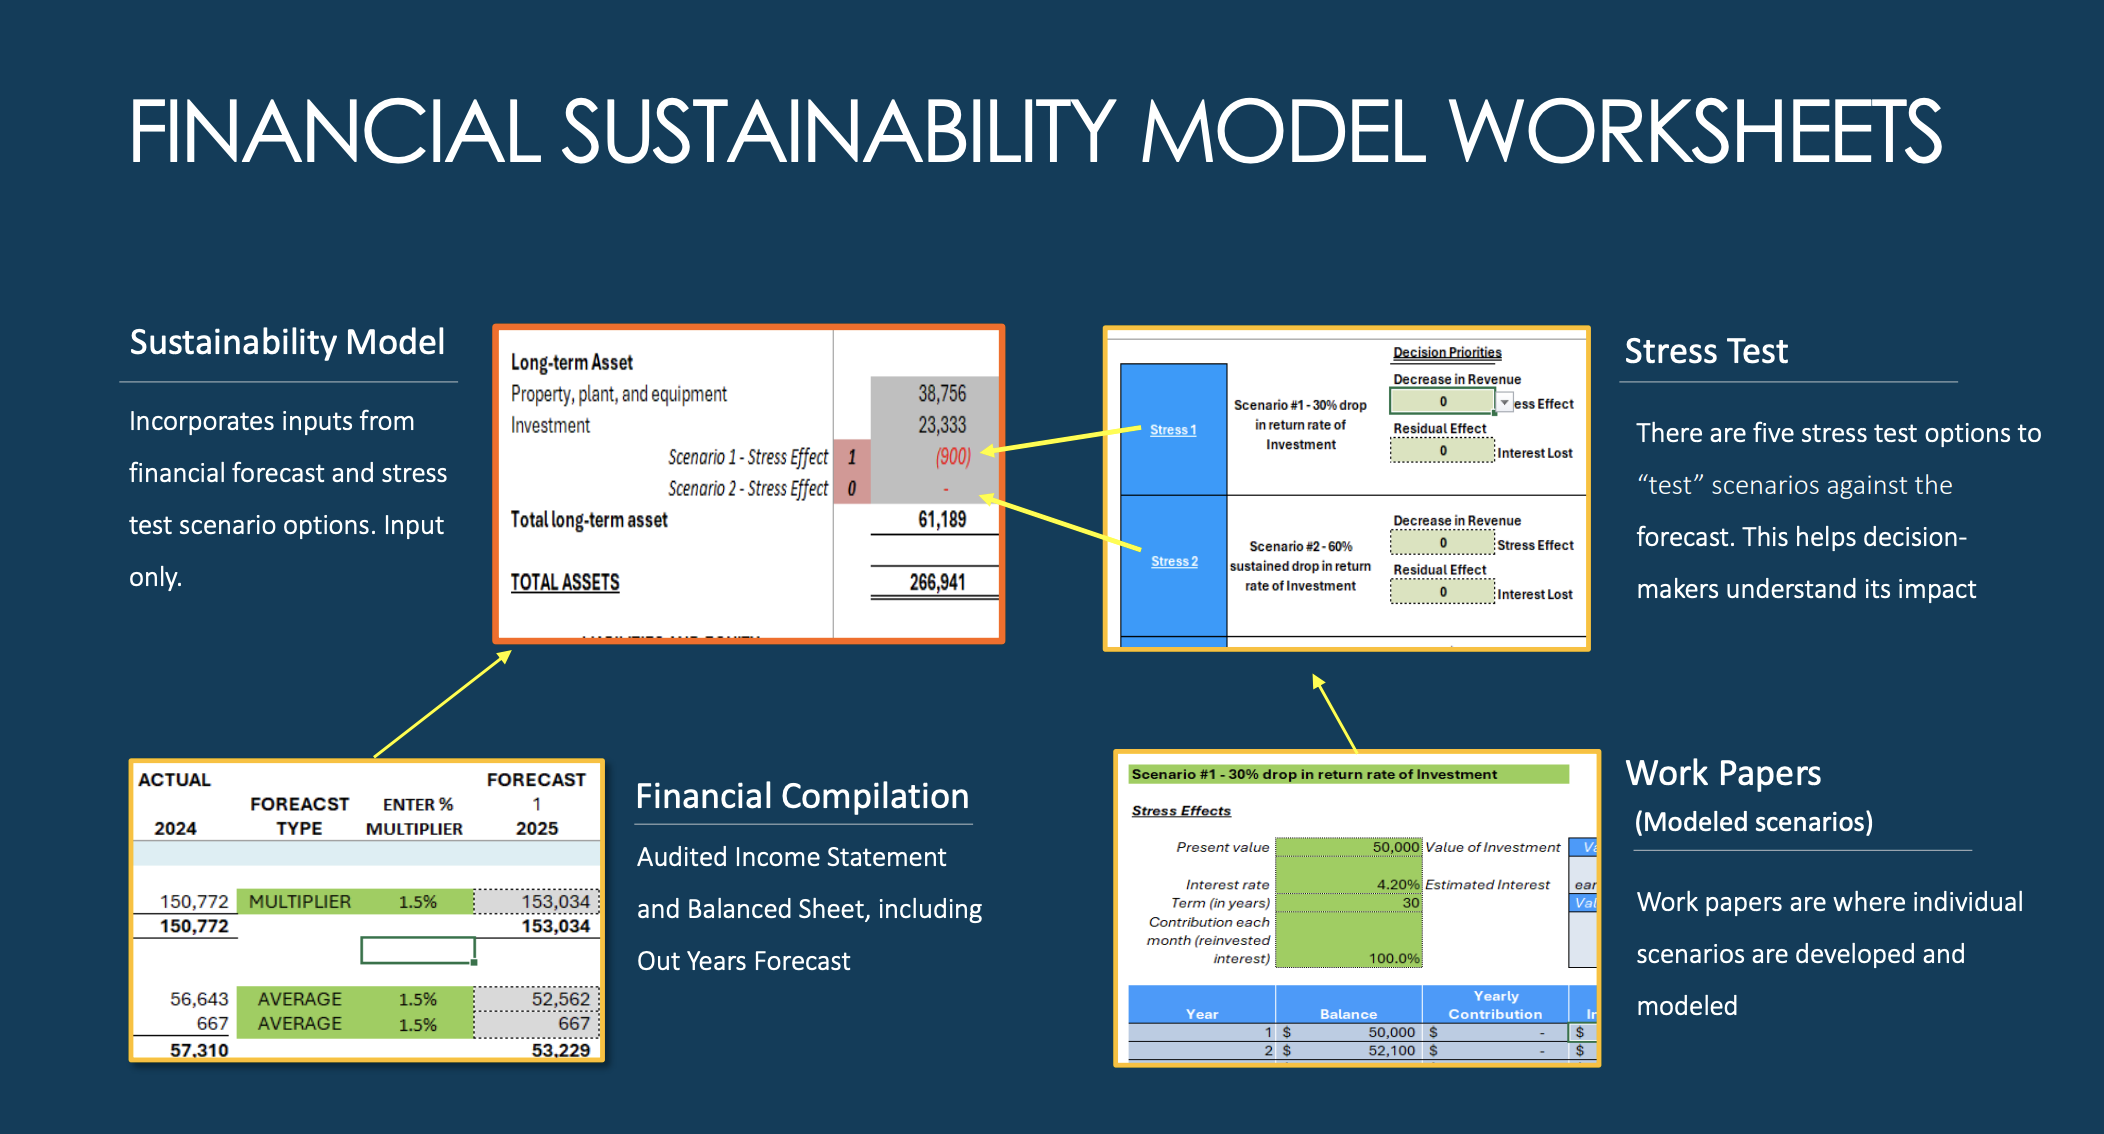 FINANCIAL SUSTAINABILITY MODEL WORKSHEETS
Sustainability Model
Incorporates inputs from
financial forecast and stress
test scenario options. Input
only.
Long-term Asset
Property, plant, and equipment 38,756
Investment 23,333
Scenario 1 - Stress Effect 1 (900)
Scenario 2 - Stress Effect 0 -
Total long-term asset 61,189
TOTAL ASSETS 266,941
Decision Priorities
Stress 1
Scenario #1 - 30% drop
in return rate of
Investment
Decrease in Revenue
0 ess Effect
Residual Effect
0 Interest Lost
Stress 2
Scenario #2 - 60%
sustained drop in return
rate of Investment
Decrease in Revenue
0 Stress Effect
Residual Effect
0 Interest Lost
Stress Test
There are five stress test options to
“test” scenarios against the
forecast. This helps decision-
makers understand its impact
ACTUAL FORECAST
FOREACST ENTER % 1
2024 TYPE MULTIPLIER 2025
150,772 MULTIPLIER 1.5% 153,034
150,772 153,034
56,643 AVERAGE 1.5% 52,562
667 AVERAGE 1.5% 667
57,310 53,229
Financial Compilation
Audited Income Statement
and Balanced Sheet, including
Out Years Forecast
Scenario #1 - 30% drop in return rate of Investment
Stress Effects
Present value 50,000 Value of Investment
Interest rate 4.20% Estimated Interest
Term (in years) 30
Contribution each
month (reinvested
interest) 100.0%
Yearly
Year Balance Contribution
1 $ 50,000 $ - $
2 $ 52,100 $ - $
Work Papers
(Modeled scenarios)
Work papers are where individual
scenarios are developed and
modeled